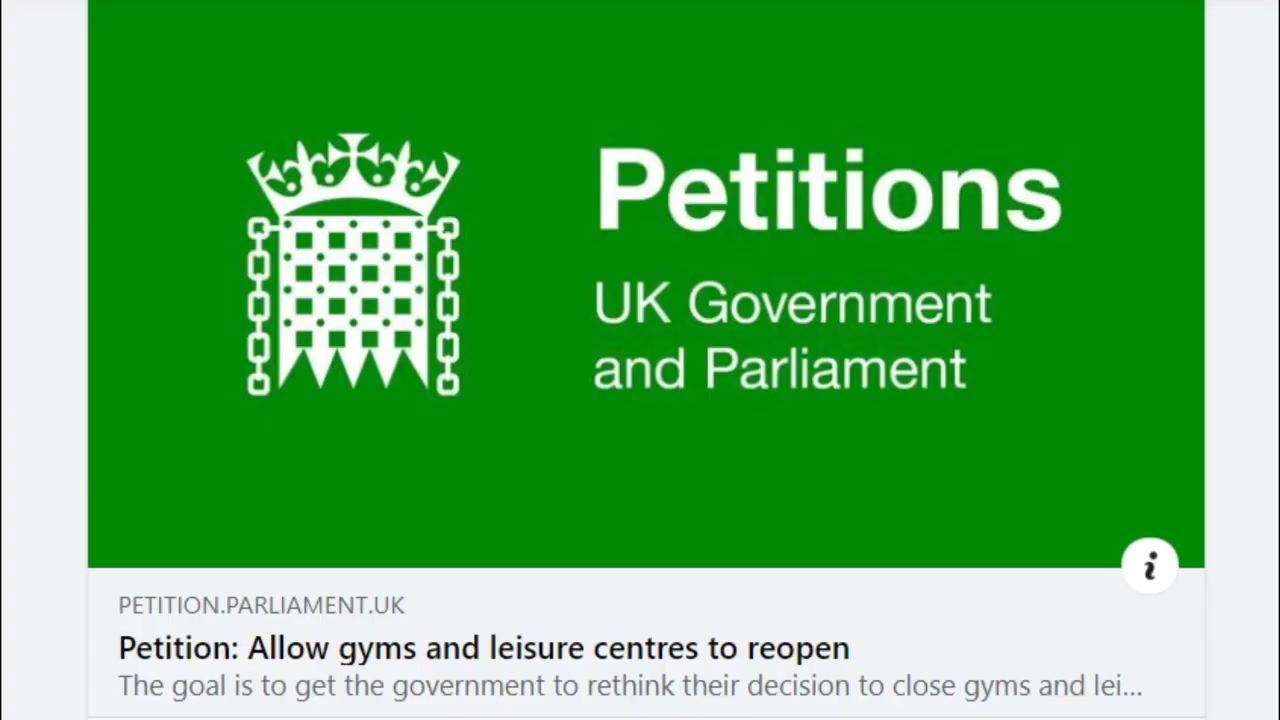 Petitions
UK Government
and Parliament
i
PETITION.PARLIAMENT.UK
Petition: Allow gyms and leisure centres to reopen
The goal is to get the government to rethink their decision to close gyms and lei...